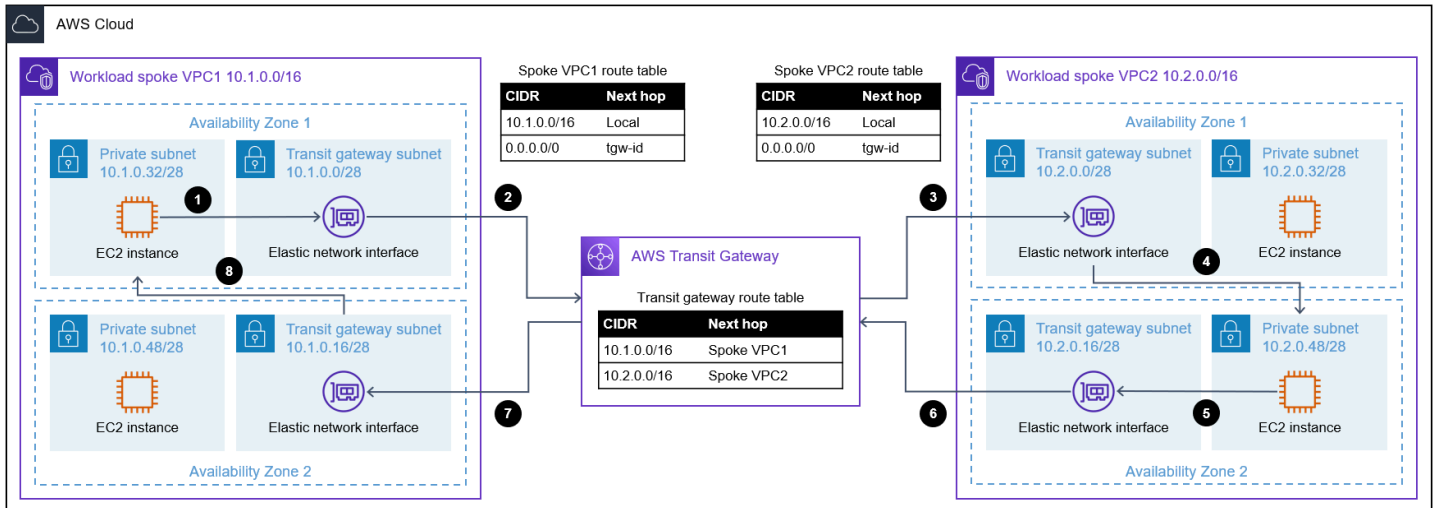 AWS Cloud
Workload spoke VPC1 10.1.0.0/16
Availability Zone 1
Private subnet
10.1.0.32/28
EC2 instance
1
Transit gateway subnet
10.1.0.0/28
Elastic network interface
8
Private subnet
10.1.0.48/28
EC2 instance
Transit gateway subnet
10.1.0.16/28
Elastic network interface
Availability Zone 2
Spoke VPC1 route table
CIDR Next hop
10.1.0.0/16 Local
0.0.0.0/0 tgw-id
Spoke VPC2 route table
CIDR Next hop
10.2.0.0/16 Local
0.0.0.0/0 tgw-id
2
3
AWS Transit Gateway
Transit gateway route table
CIDR Next hop
10.1.0.0/16 Spoke VPC1
10.2.0.0/16 Spoke VPC2
7
6
Workload spoke VPC2 10.2.0.0/16
Availability Zone 1
Transit gateway subnet
10.2.0.0/28
Elastic network interface
Private subnet
10.2.0.32/28
EC2 instance
4
Transit gateway subnet
10.2.0.16/28
Elastic network interface
5
Private subnet
10.2.0.48/28
EC2 instance
Availability Zone 2